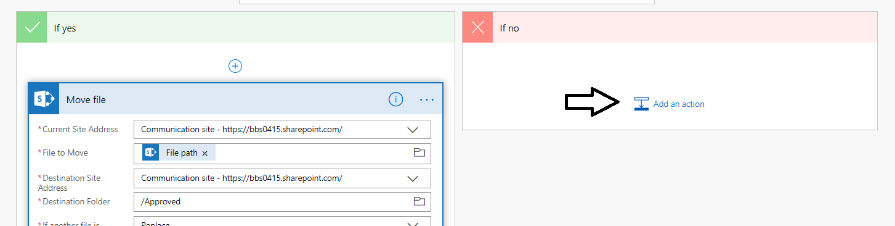 If yes
If no
Move file
Add an action
*Current Site Address
Communication site - https://bbs0415.sharepoint.com/
*File to Move
File path ×
*Destination Site
Address
Communication site - https://bbs0415.sharepoint.com/
*Destination Folder
/Approved
*If another file is
Replace